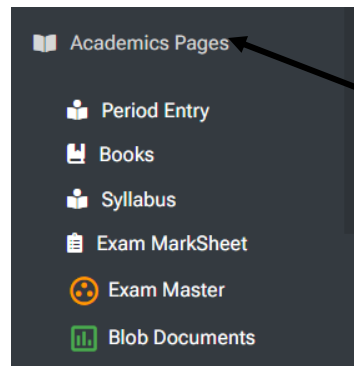 Academics Pages
Period Entry
Books
Syllabus
Exam MarkSheet
Exam Master
Blob Documents